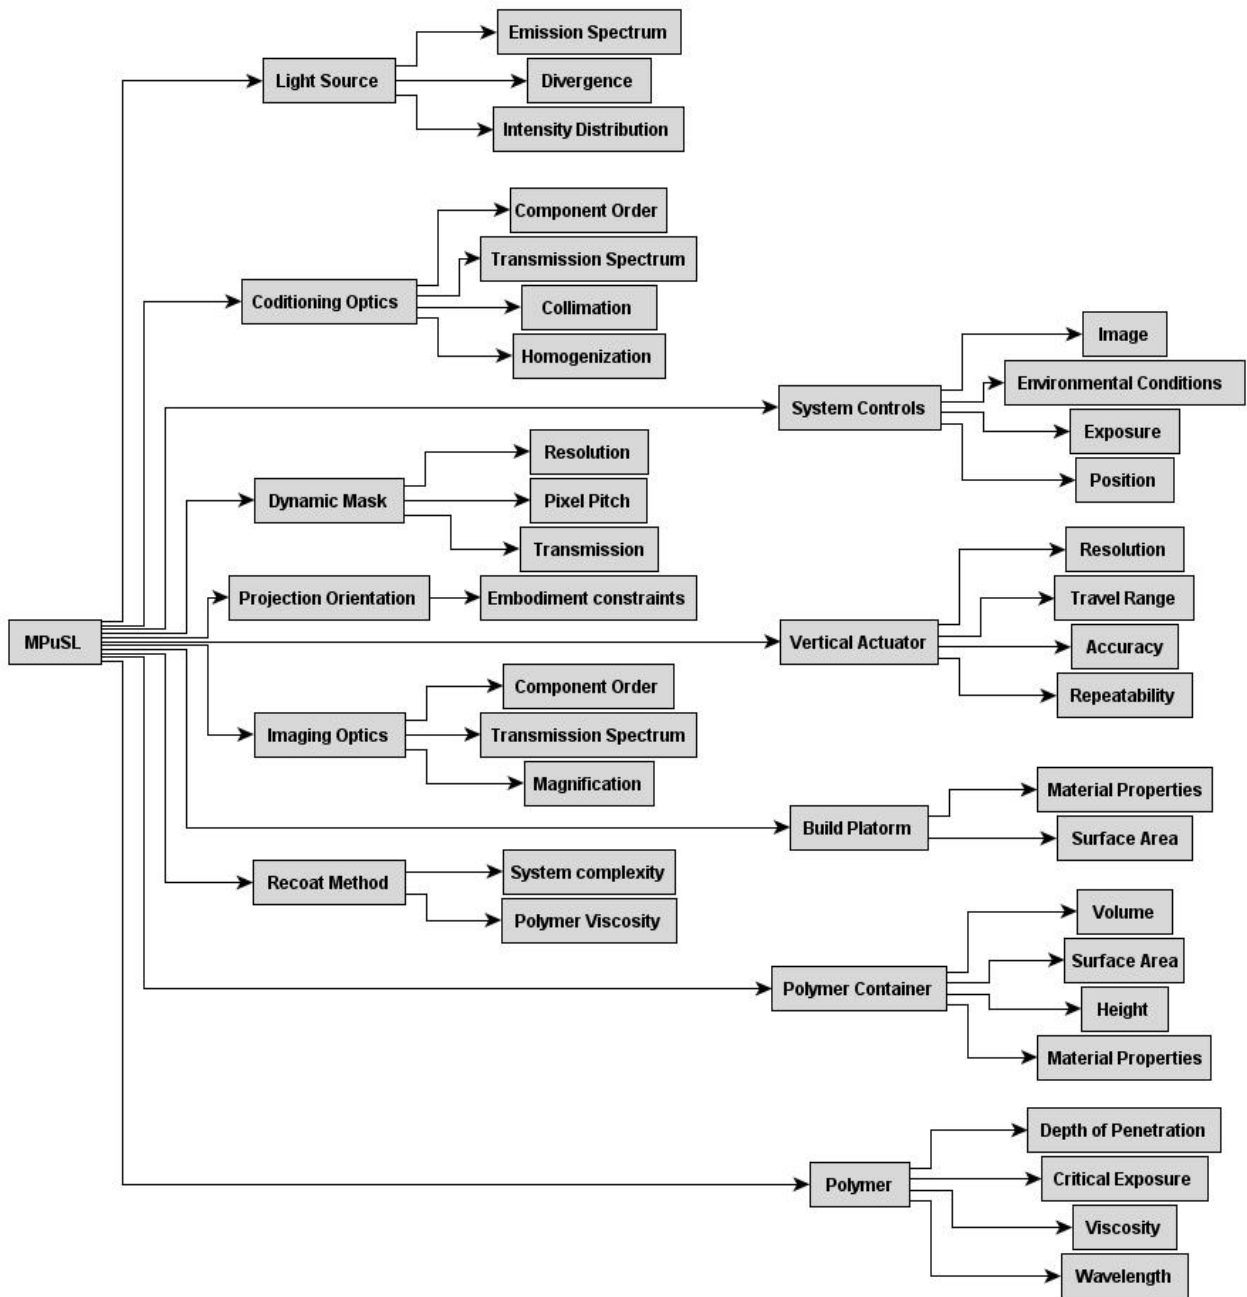 Emission Spectrum
Light Source
Divergence
Intensity Distribution
Component Order
Transmission Spectrum
Coditioning Optics
Collimation
Homogenization
Image
Environmental Conditions
System Controls
Exposure
Position
Resolution
Dynamic Mask
Pixel Pitch
Transmission
Projection Orientation
Embodiment constraints
MPuSL
Resolution
Travel Range
Vertical Actuator
Accuracy
Repeatability
Component Order
Imaging Optics
Transmission Spectrum
Magnification
Material Properties
Build Platorm
Surface Area
System complexity
Recoat Method
Polymer Viscosity
Volume
Surface Area
Polymer Container
Height
Material Properties
Depth of Penetration
Critical Exposure
Polymer
Viscosity
Wavelength